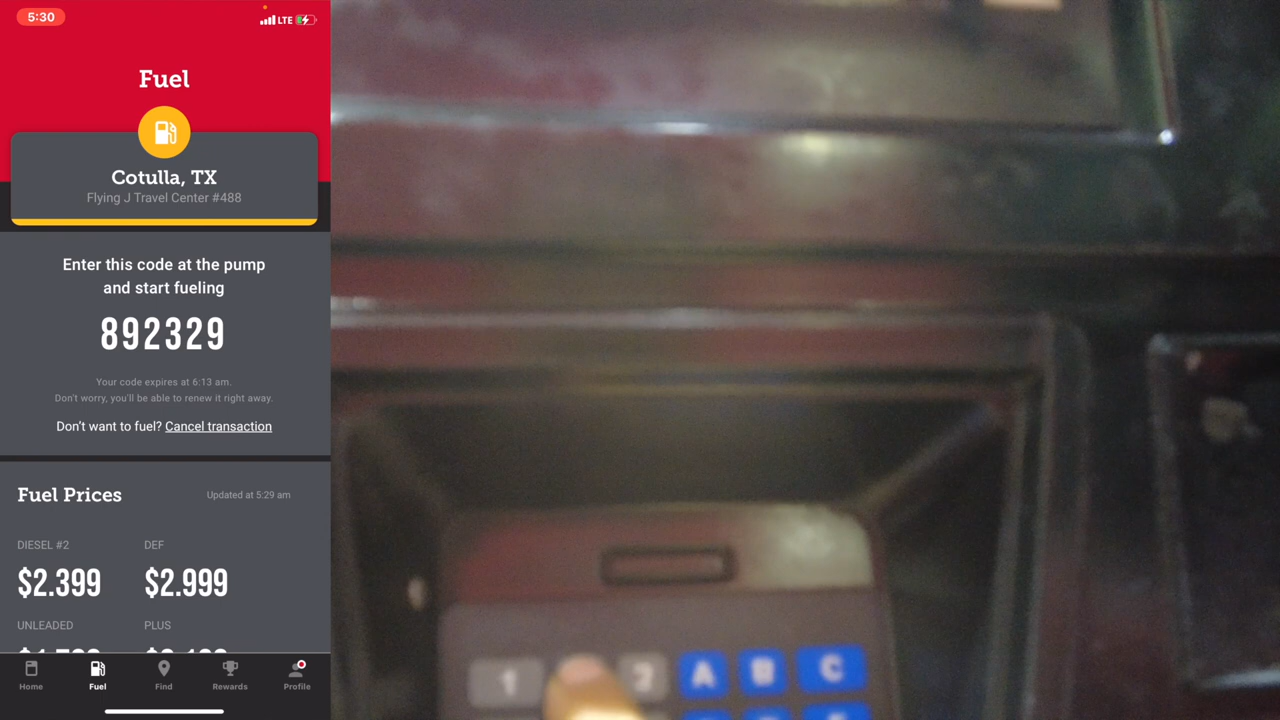 5:30
LTE
Fuel
Cotulla, TX
Flying J Travel Center #488
Enter this code at the pump
and start fueling
892329
Your code expires at 6:13 am.
Don't worry, you'll be able to renew it right away.
Don't want to fuel? Cancel transaction
Fuel Prices
Updated at 5:29 am
DIESEL #2 DEF
$2.399 $2.999
UNLEADED PLUS
Home Fuel Find Rewards Profile
1
A B C